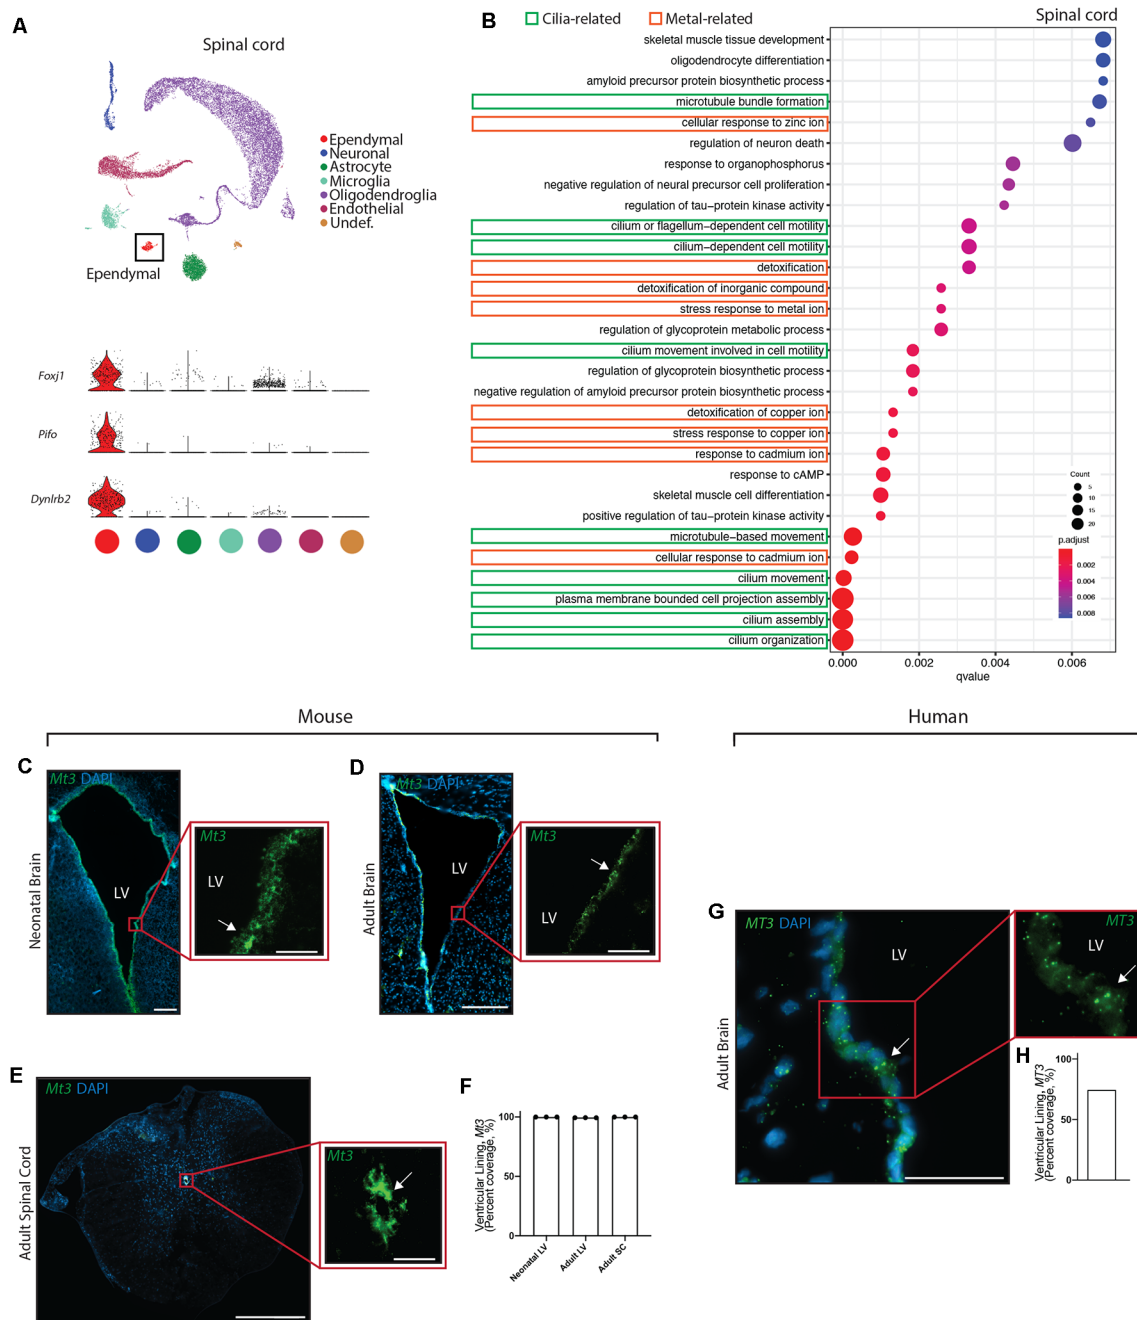 A
Spinal cord
Ependymal
Neuronal
Astrocyte
Microglia
Oligodendroglia
Endothelial
Undef.
Ependymal
Foxj1
Pifo
Dynlrb2
B
Cilia-related
Metal-related
Spinal cord
skeletal muscle tissue development
oligodendrocyte differentiation
amyloid precursor protein biosynthetic process
microtubule bundle formation
cellular response to zinc ion
regulation of neuron death
response to organophosphorus
negative regulation of neural precursor cell proliferation
regulation of tau−protein kinase activity
cilium or flagellum−dependent cell motility
cilium−dependent cell motility
detoxification
detoxification of inorganic compound
stress response to metal ion
regulation of glycoprotein metabolic process
cilium movement involved in cell motility
regulation of glycoprotein biosynthetic process
negative regulation of amyloid precursor protein biosynthetic process
detoxification of copper ion
stress response to copper ion
response to cadmium ion
response to cAMP
skeletal muscle cell differentiation
positive regulation of tau−protein kinase activity
microtubule−based movement
cellular response to cadmium ion
cilium movement
plasma membrane bounded cell projection assembly
cilium assembly
cilium organization
Count
5
10
15
20
p.adjust
0.002
0.004
0.006
0.008
0.000
0.002
0.004
0.006
qvalue
Mouse
Human
C
Neonatal Brain
Mt3 DAPI
LV
Mt3
LV
D
Adult Brain
Mt3 DAPI
LV
Mt3
LV
E
Adult Spinal Cord
Mt3 DAPI
Mt3
F
Ventricular Lining, Mt3
(Percent coverage, %)
100
50
0
Neonatal LV
Adult LV
Adult SC
G
Adult Brain
MT3 DAPI
LV
MT3
LV
H
Ventricular Lining, MT3
(Percent coverage, %)
100
50
0